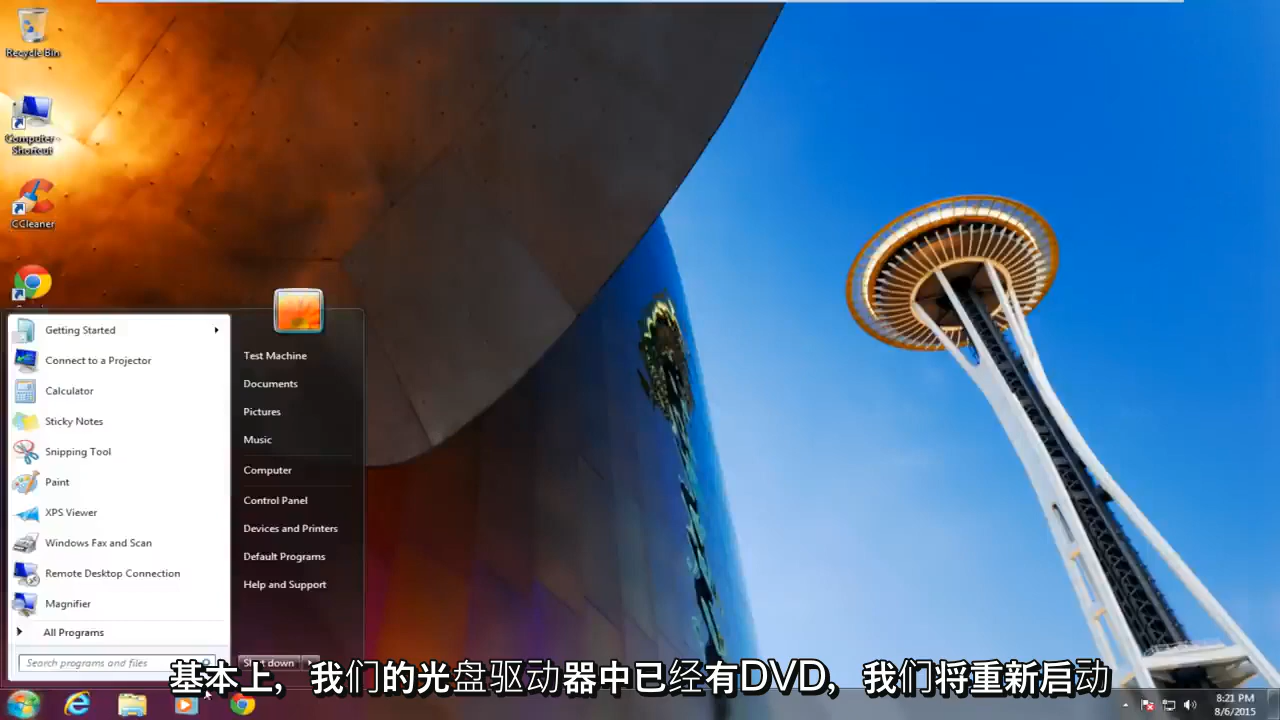 Recycle Bin
Computer - Shortcut
CCleaner
Getting Started
Connect to a Projector
Calculator
Sticky Notes
Snipping Tool
Paint
XPS Viewer
Windows Fax and Scan
Remote Desktop Connection
Magnifier
All Programs
Search programs and files
Test Machine
Documents
Pictures
Music
Computer
Control Panel
Devices and Printers
Default Programs
Help and Support
Shut down
基本上，我们的光盘驱动器中已经有DVD，我们将重新启动
8:21 PM
8/6/2015